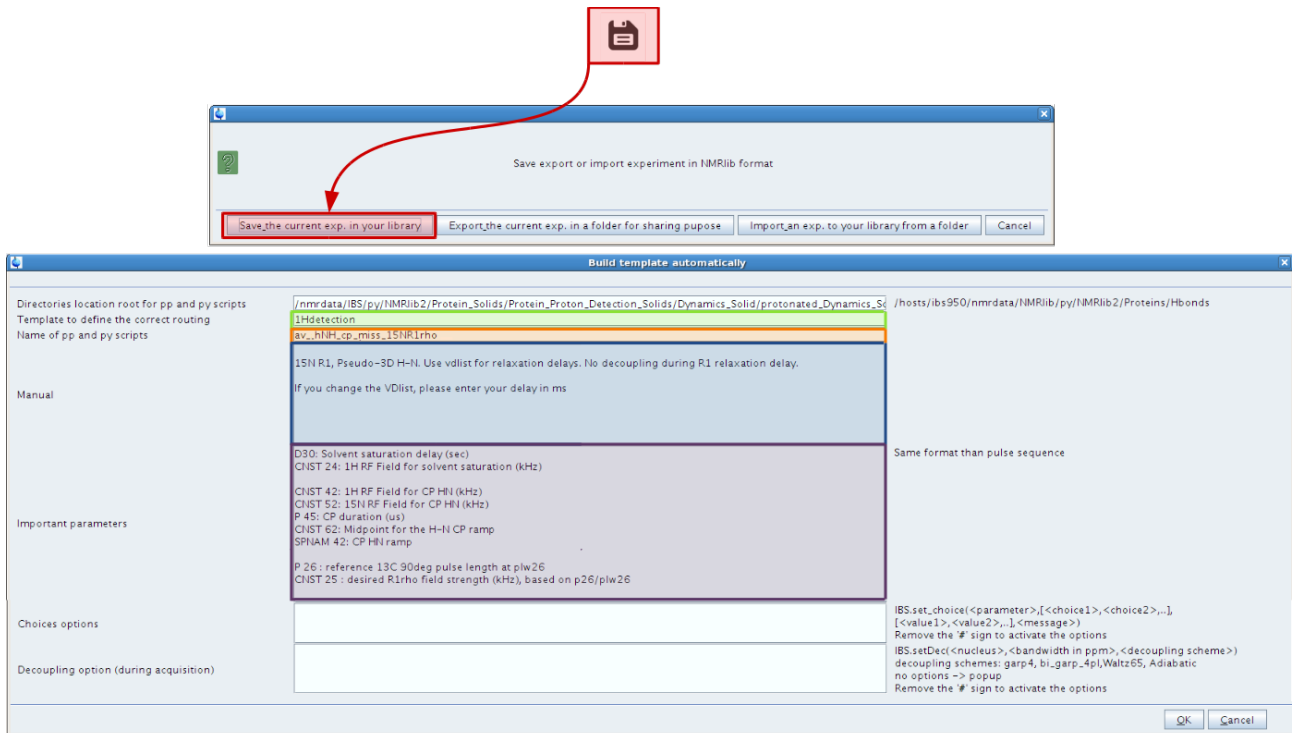 Save export or import experiment in NMRlib format
Save the current exp. in your library
Export the current exp. in a folder for sharing pupose
Import an exp. to your library from a folder
Cancel
Build template automatically
Directories location root for pp and py scripts
/nmrdata/IBS/py/NMRlib2/Protein_Solids/Protein_Proton_Detection_Solids/Dynamics_Solid/protonated_Dynamics_So
/hosts/ibs950/nmrdata/NMRlib/py/NMRlib2/Proteins/Hbonds
Template to define the correct routing
1Hdetection
Name of pp and py scripts
av__hNH_cp_miss_15NR1rho
Manual
15N R1, Pseudo-3D H-N. Use vdlist for relaxation delays. No decoupling during R1 relaxation delay.
If you change the VDlist, please enter your delay in ms
Important parameters
D30: Solvent saturation delay (sec)
CNST 24: 1H RF Field for solvent saturation (kHz)
CNST 42: 1H RF Field for CP HN (kHz)
CNST 52: 15N RF Field for CP HN (kHz)
P 45: CP duration (us)
CNST 62: Midpoint for the H-N CP ramp
SPNAM 42: CP HN ramp
P 26 : reference 13C 90deg pulse length at plw26
CNST 25 : desired R1rho field strength (kHz), based on p26/plw26
Same format than pulse sequence
Choices options
IBS.set_choice(<parameter>,[<choice1>,<choice2>,..],
[<value1>,<value2>,..],<message>)
Remove the '#' sign to activate the options
Decoupling option (during acquisition)
IBS.setDec(<nucleus>,<bandwidth in ppm>,<decoupling scheme>)
decoupling schemes: garp4, bi_garp_4pl,Waltz65, Adiabatic
no options -> popup
Remove the '#' sign to activate the options
OK
Cancel